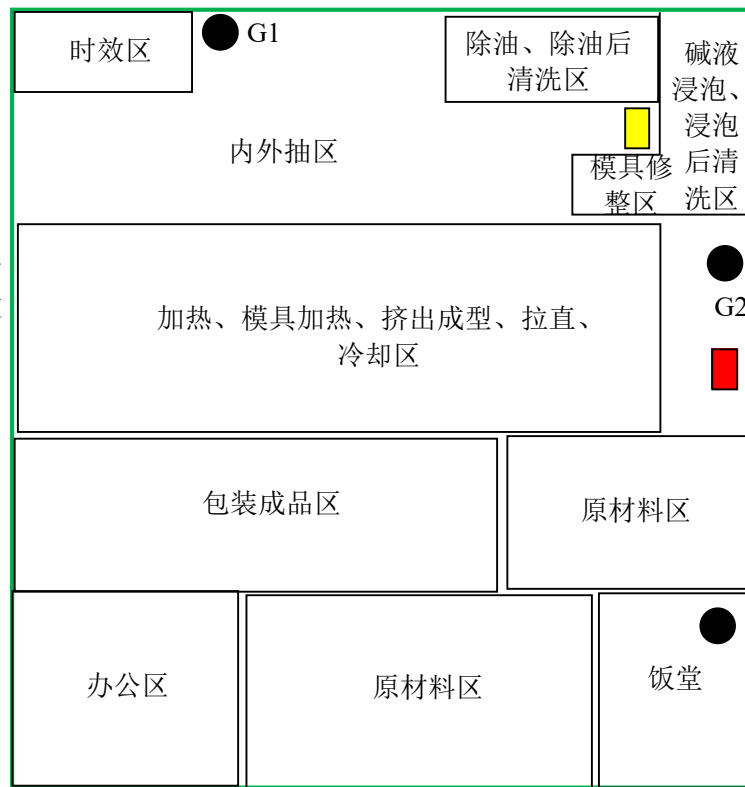 时效区
G1
除油、除油后
清洗区
碱液
浸泡、
浸泡
后清
洗区
内外抽区
模具修
整区
G2
加热、模具加热、挤出成型、拉直、
冷却区
包装成品区
原材料区
办公区
原材料区
饭堂